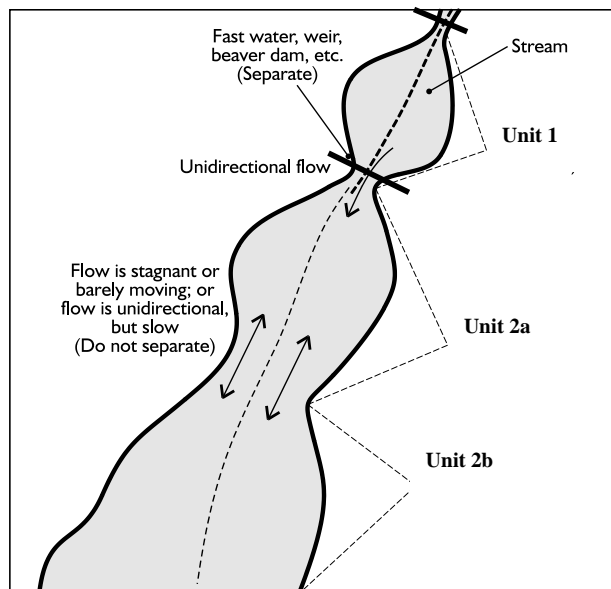 Fast water, weir,
beaver dam, etc.
(Separate)
Stream
Unit 1
Unidirectional flow
Flow is stagnant or
barely moving; or
flow is unidirectional,
but slow
(Do not separate)
Unit 2a
Unit 2b